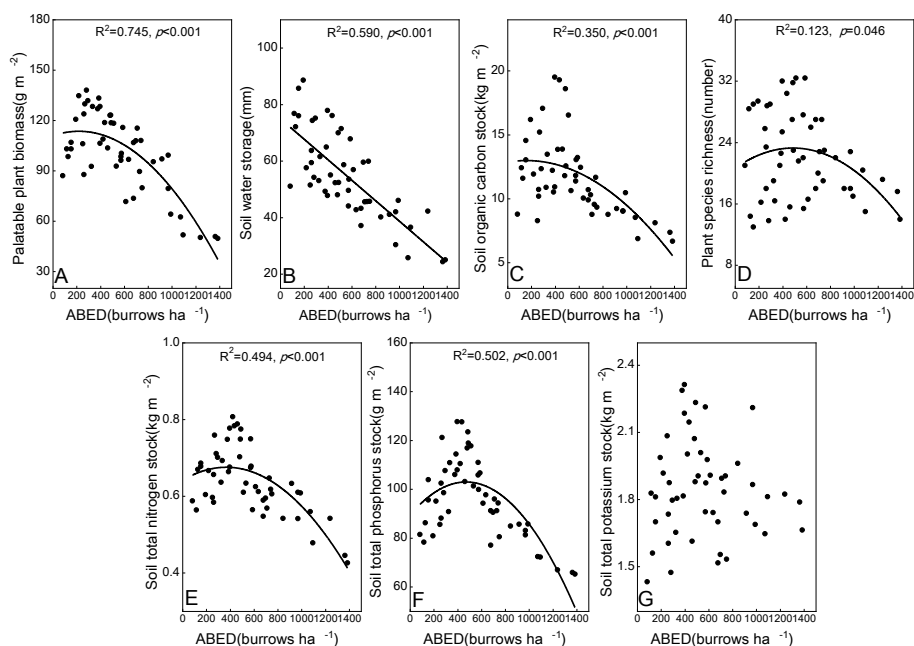 R²=0.745, p<0.001
R²=0.590, p<0.001
R²=0.350, p<0.001
R²=0.123, p=0.046
Palatable plant biomass(g m ⁻²)
180
150
120
90
60
30
A
0 200 400 600 800 1000 1200 1400
ABED(burrows ha ⁻¹)
Soil water storage(mm)
100
80
60
40
20
B
0 200 400 600 800 1000 1200 1400
ABED(burrows ha ⁻¹)
Soil organic carbon stock(kg m ⁻²)
20
15
10
5
C
0 200 400 600 800 1000 1200 1400
ABED(burrows ha ⁻¹)
Plant species richness(number)
40
32
24
16
8
D
0 200 400 600 800 1000 1200 1400
ABED(burrows ha ⁻¹)
R²=0.494, p<0.001
R²=0.502, p<0.001
Soil total nitrogen stock(kg m ⁻²)
1.0
0.8
0.6
0.4
E
0 200 400 600 800 1000 1200 1400
ABED(burrows ha ⁻¹)
Soil total phosphorus stock(g m ⁻²)
160
140
120
100
80
60
F
0 200 400 600 800 1000 1200 1400
ABED(burrows ha ⁻¹)
Soil total potassium stock(kg m ⁻²)
2.4
2.1
1.8
1.5
G
0 200 400 600 800 1000 1200 1400
ABED(burrows ha ⁻¹)